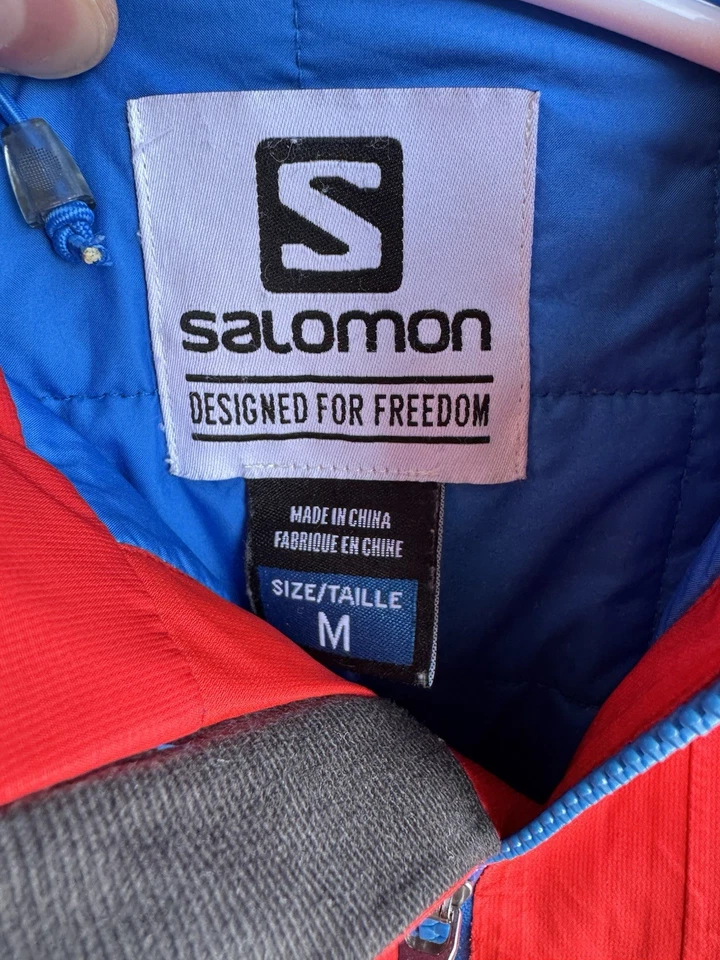 S
salomon
DESIGNED FOR FREEDOM
MADE IN CHINA
FABRIQUE EN CHINE
SIZE/TAILLE
M